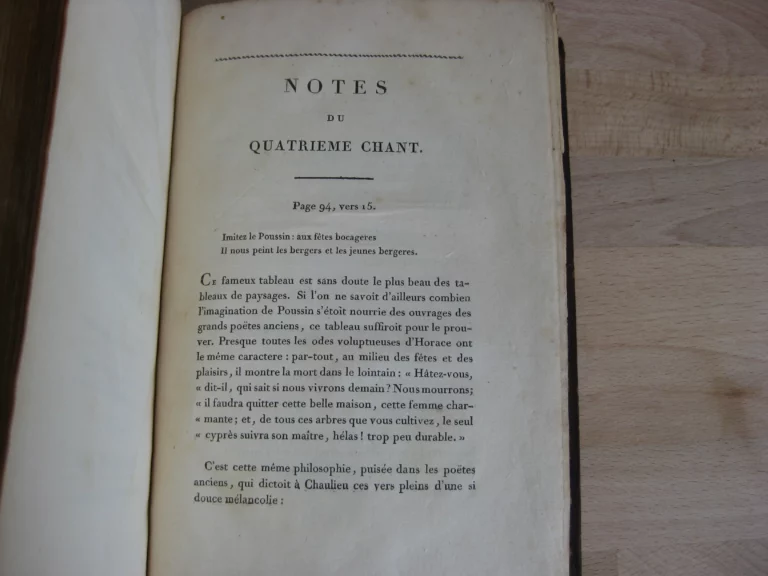 NOTES
DU
QUATRIEME CHANT.
Page 94, vers 15.
Imitez le Poussin : aux fêtes bocageres
Il nous peint les bergers et les jeunes bergeres.
Ce fameux tableau est sans doute le plus beau des ta-
bleaux de paysages. Si l'on ne savoit d'ailleurs combien
l'imagination de Poussin s'étoit nourrie des ouvrages des
grands poëtes anciens, ce tableau suffiroit pour le prou-
ver. Presque toutes les odes voluptueuses d'Horace ont
le même caractere : par-tout, au milieu des fêtes et des
plaisirs, il montre la mort dans le lointain : « Hâtez-vous,
« dit-il, qui sait si nous vivrons demain ? Nous mourrons;
« il faudra quitter cette belle maison, cette femme char-
« mante; et, de tous ces arbres que vous cultivez, le seul
« cyprès suivra son maître, hélas ! trop peu durable. »
C'est cette même philosophie, puisée dans les poëtes
anciens, qui dictoit à Chaulieu ces vers pleins d'une si
douce mélancolie :